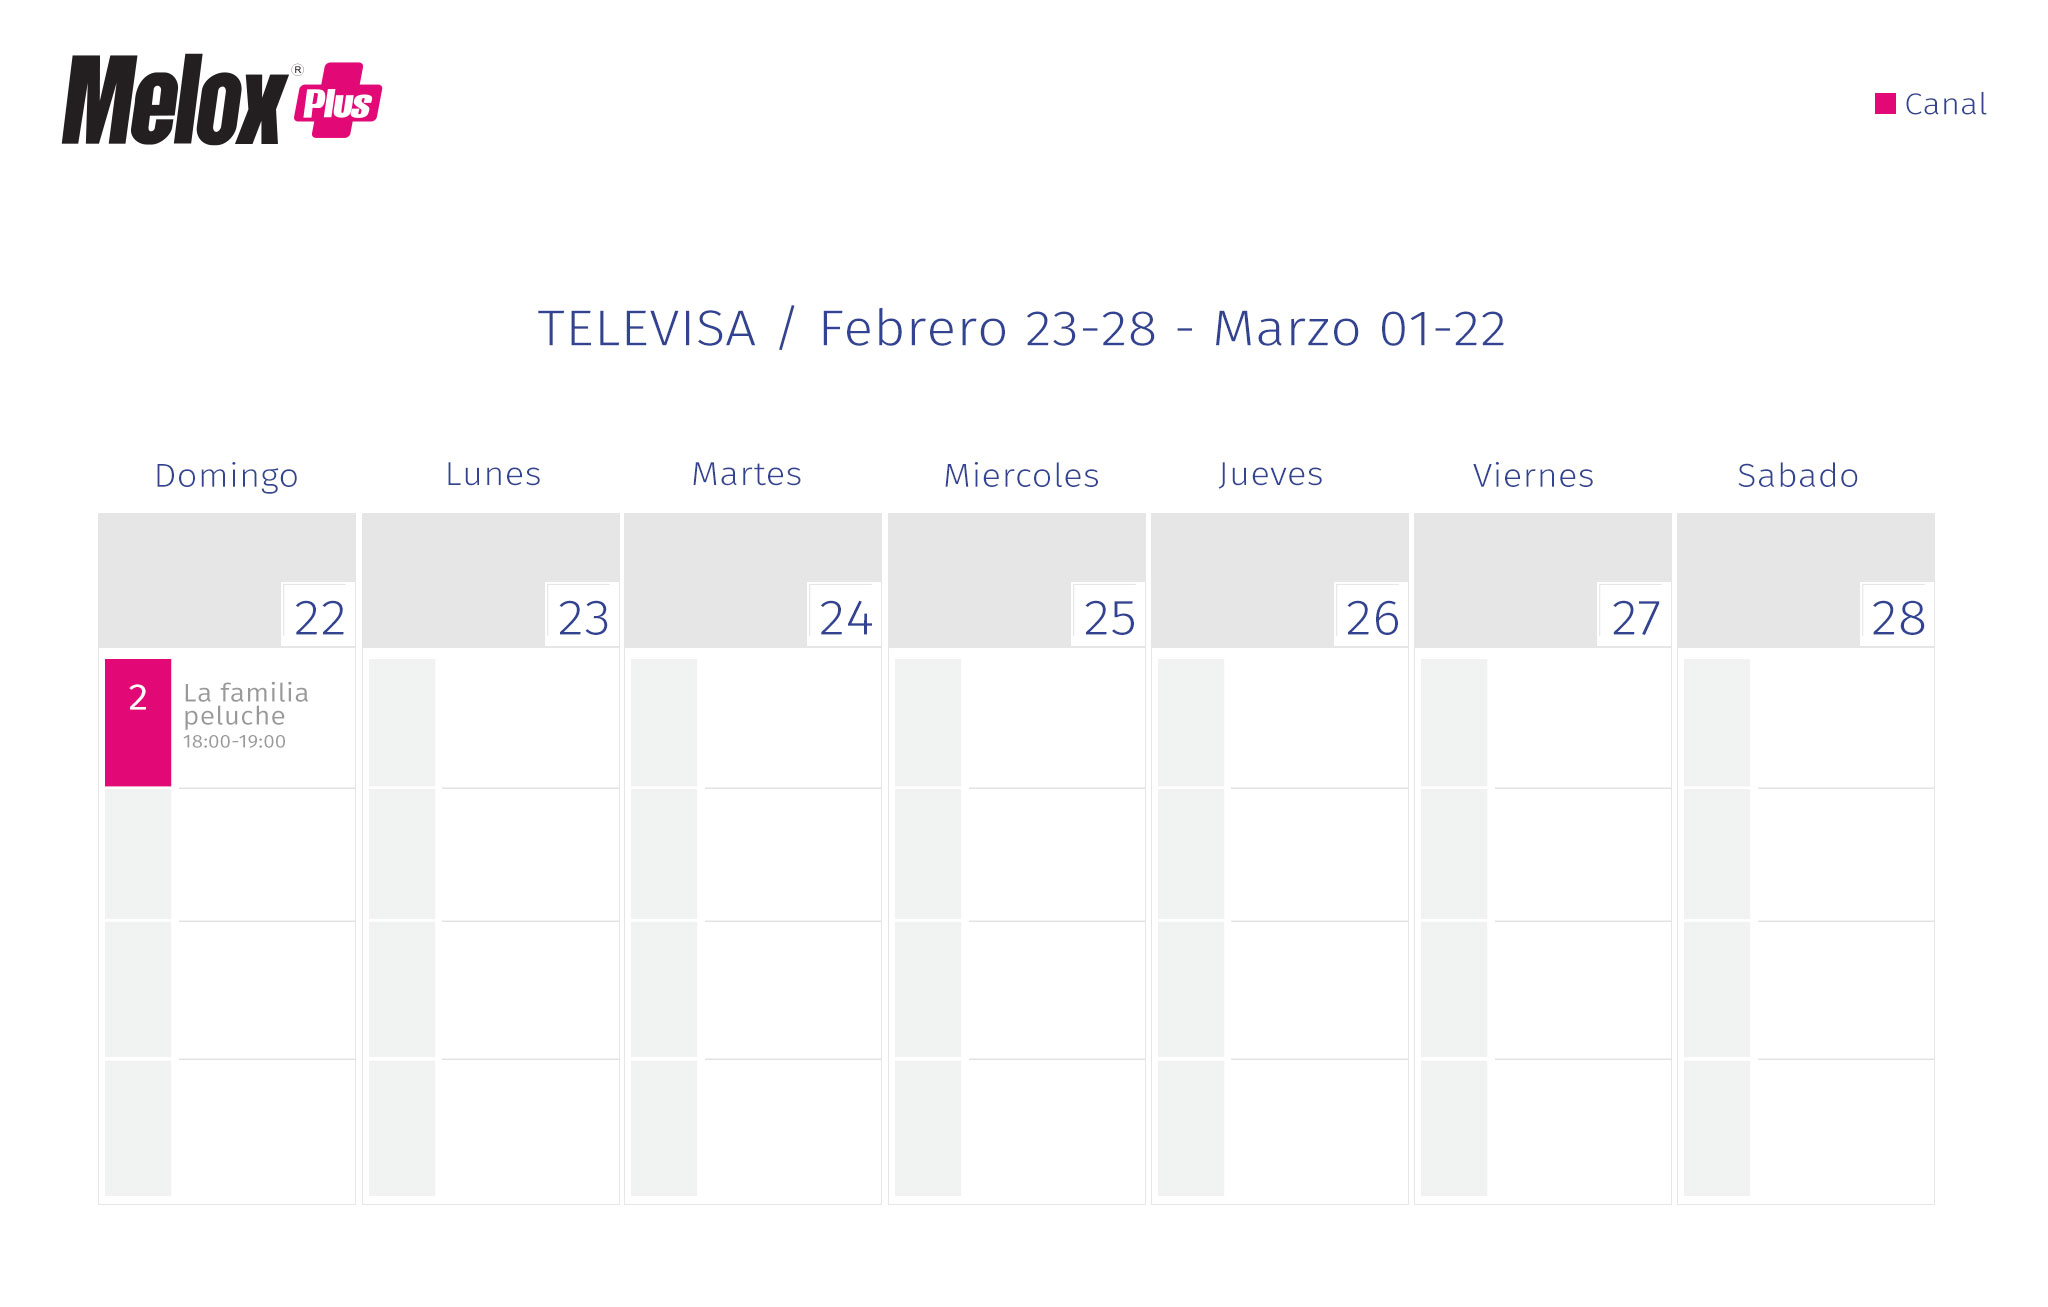 Melox® Plus
Canal
TELEVISA / Febrero 23-28 - Marzo 01-22
Domingo Lunes Martes Miercoles Jueves Viernes Sabado
22 23 24 25 26 27 28
2 La familia
peluche
18:00-19:00